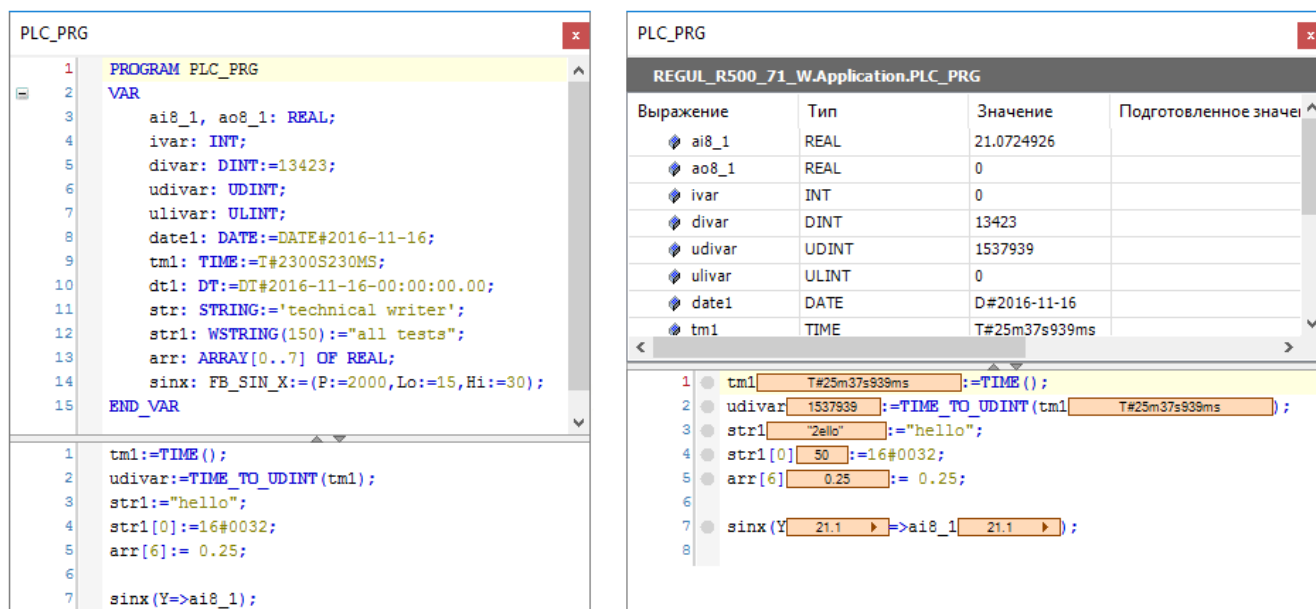 PLC_PRG
x
1 PROGRAM PLC_PRG
2 VAR
3 ai8_1, ao8_1: REAL;
4 ivar: INT;
5 divar: DINT:=13423;
6 udivar: UDINT;
7 ulivar: ULINT;
8 date1: DATE:=DATE#2016-11-16;
9 tm1: TIME:=T#2300S230MS;
10 dt1: DT:=DT#2016-11-16-00:00:00.00;
11 str: STRING:='technical writer';
12 str1: WSTRING(150):="all tests";
13 arr: ARRAY[0..7] OF REAL;
14 sinx: FB_SIN_X:=(P:=2000,Lo:=15,Hi:=30);
15 END_VAR
1 tm1:=TIME();
2 udivar:=TIME_TO_UDINT(tm1);
3 str1:="hello";
4 str1[0]:=16#0032;
5 arr[6]:= 0.25;
6
7 sinx(Y=>ai8_1);
PLC_PRG
x
REGUL_R500_71_W.Application.PLC_PRG
Выражение Тип Значение Подготовленное значе
ai8_1 REAL 21.0724926
ao8_1 REAL 0
ivar INT 0
divar DINT 13423
udivar UDINT 1537939
ulivar ULINT 0
date1 DATE D#2016-11-16
tm1 TIME T#25m37s939ms
1 tm1 T#25m37s939ms :=TIME();
2 udivar 1537939 :=TIME_TO_UDINT(tm1 T#25m37s939ms );
3 str1 "2ello" :="hello";
4 str1[0] 50 :=16#0032;
5 arr[6] 0.25 := 0.25;
6
7 sinx(Y 21.1 =>ai8_1 21.1 );
8